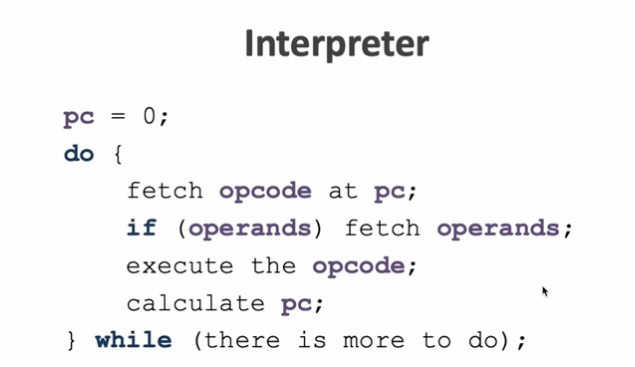 Interpreter
pc = 0;
do {
fetch opcode at pc;
if (operands) fetch operands;
execute the opcode;
calculate pc;
} while (there is more to do);